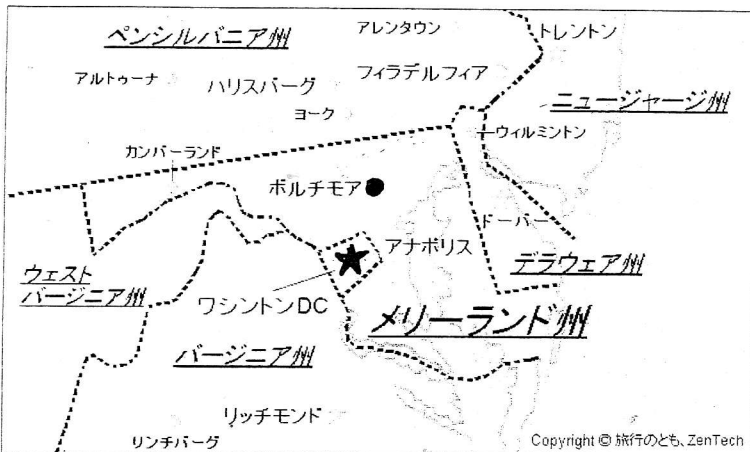 ペンシルバニア州
アレンタウン
トレントン
アルトゥーナ
ハリスバーグ
フィラデルフィア
ニュージャージ州
ヨーク
ウィルミントン
カンバーランド
ボルチモア
ドーバー
アナポリス
デラウェア州
ウェスト
バージニア州
ワシントンDC
メリーランド州
バージニア州
リッチモンド
リンチバーグ
Copyright © 旅行のとも、ZenTech